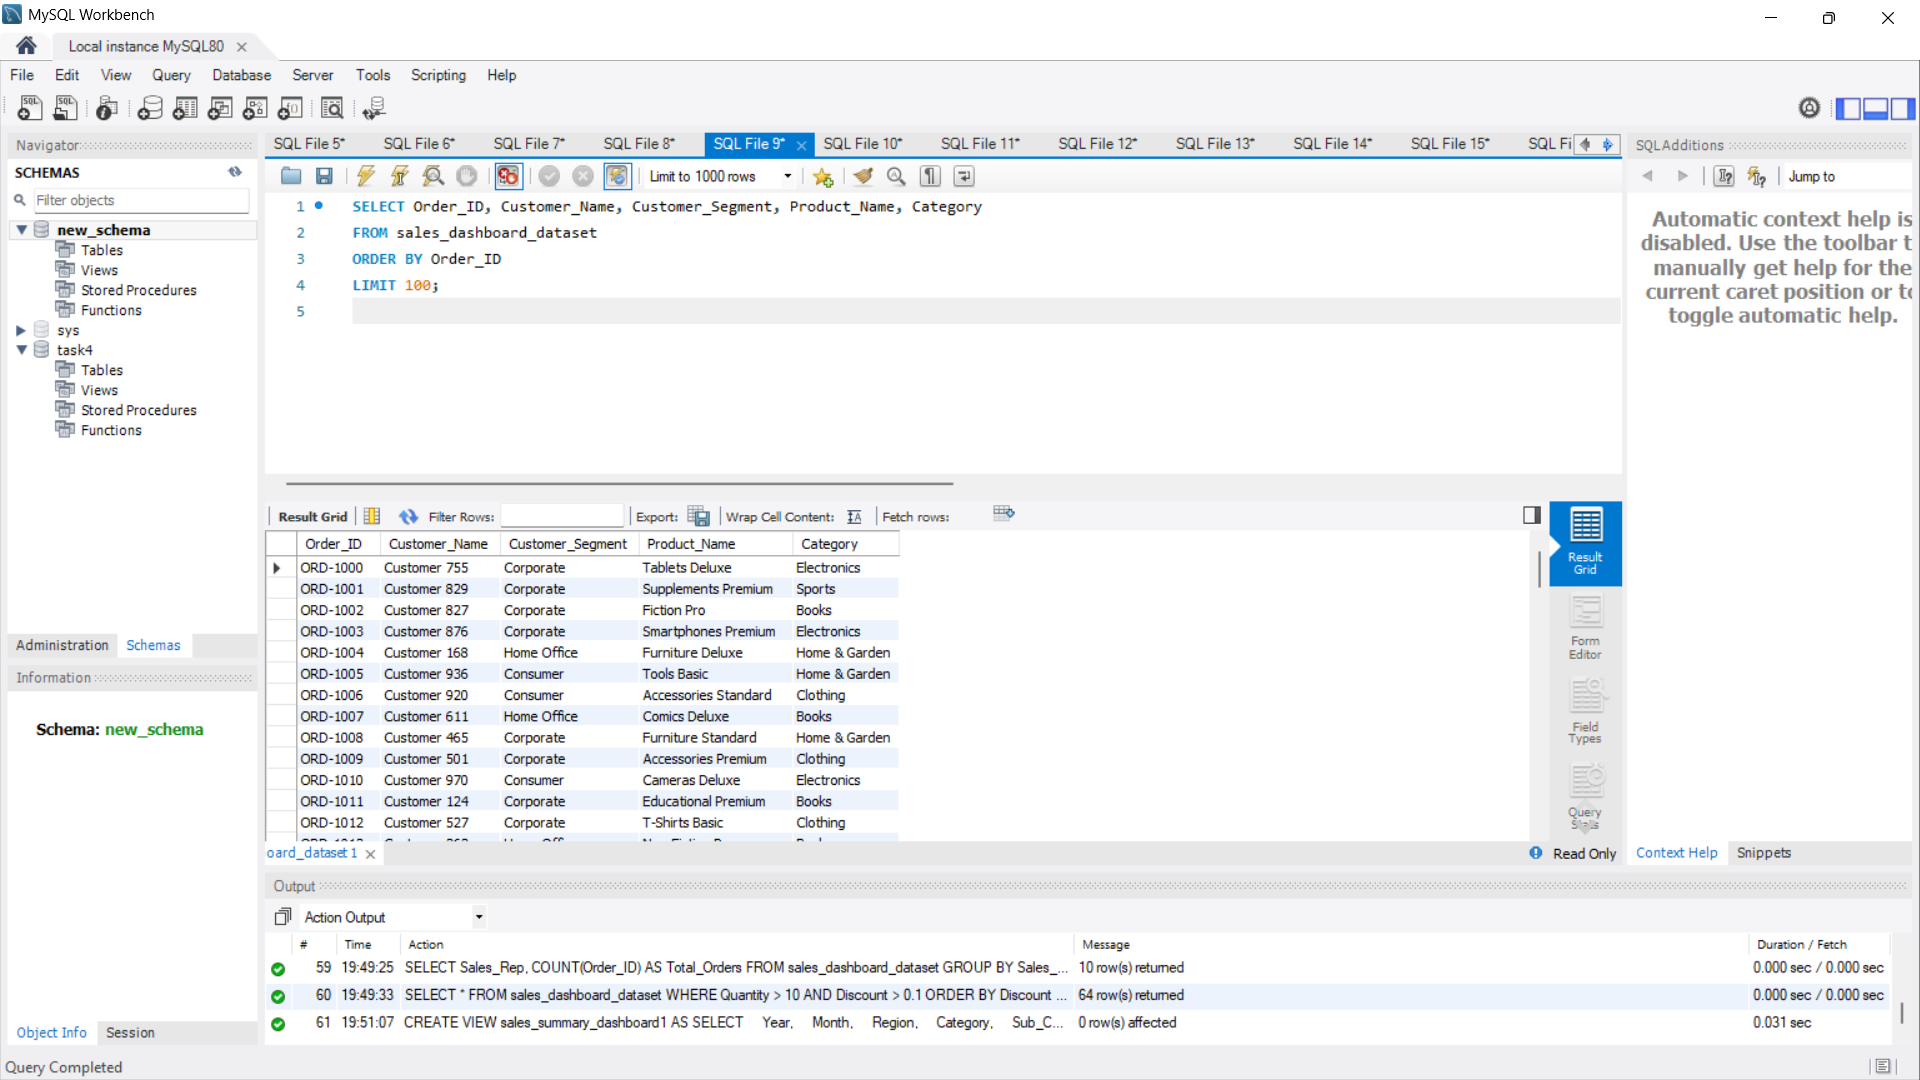 MySQL Workbench
Local instance MySQL80
File Edit View Query Database Server Tools Scripting Help
Navigator
SCHEMAS
Filter objects
new_schema
Tables
Views
Stored Procedures
Functions
sys
task4
Tables
Views
Stored Procedures
Functions
Administration Schemas
Information
Schema: new_schema
Object Info Session
Query Completed
SQL File 5* SQL File 6* SQL File 7* SQL File 8* SQL File 9* SQL File 10* SQL File 11* SQL File 12* SQL File 13* SQL File 14* SQL File 15* SQL Fi
Limit to 1000 rows
1 SELECT Order_ID, Customer_Name, Customer_Segment, Product_Name, Category
2 FROM sales_dashboard_dataset
3 ORDER BY Order_ID
4 LIMIT 100;
5
Result Grid Filter Rows: Export: Wrap Cell Content: Fetch rows:
Order_ID Customer_Name Customer_Segment Product_Name Category
ORD-1000 Customer 755 Corporate Tablets Deluxe Electronics
ORD-1001 Customer 829 Corporate Supplements Premium Sports
ORD-1002 Customer 827 Corporate Fiction Pro Books
ORD-1003 Customer 876 Corporate Smartphones Premium Electronics
ORD-1004 Customer 168 Home Office Furniture Deluxe Home & Garden
ORD-1005 Customer 936 Consumer Tools Basic Home & Garden
ORD-1006 Customer 920 Consumer Accessories Standard Clothing
ORD-1007 Customer 611 Home Office Comics Deluxe Books
ORD-1008 Customer 465 Corporate Furniture Standard Home & Garden
ORD-1009 Customer 501 Corporate Accessories Premium Clothing
ORD-1010 Customer 970 Consumer Cameras Deluxe Electronics
ORD-1011 Customer 124 Corporate Educational Premium Books
ORD-1012 Customer 527 Corporate T-Shirts Basic Clothing
Result
Grid
Form
Editor
Field
Types
Query
Stats
oard_dataset 1
Read Only
SQLAdditions
Jump to
Automatic context help is
disabled. Use the toolbar t
manually get help for the
current caret position or to
toggle automatic help.
Context Help Snippets
Output
Action Output
# Time Action Message Duration / Fetch
59 19:49:25 SELECT Sales_Rep, COUNT(Order_ID) AS Total_Orders FROM sales_dashboard_dataset GROUP BY Sales_... 10 row(s) returned 0.000 sec / 0.000 sec
60 19:49:33 SELECT * FROM sales_dashboard_dataset WHERE Quantity > 10 AND Discount > 0.1 ORDER BY Discount ... 64 row(s) returned 0.000 sec / 0.000 sec
61 19:51:07 CREATE VIEW sales_summary_dashboard1 AS SELECT Year, Month, Region, Category, Sub_C... 0 row(s) affected 0.031 sec